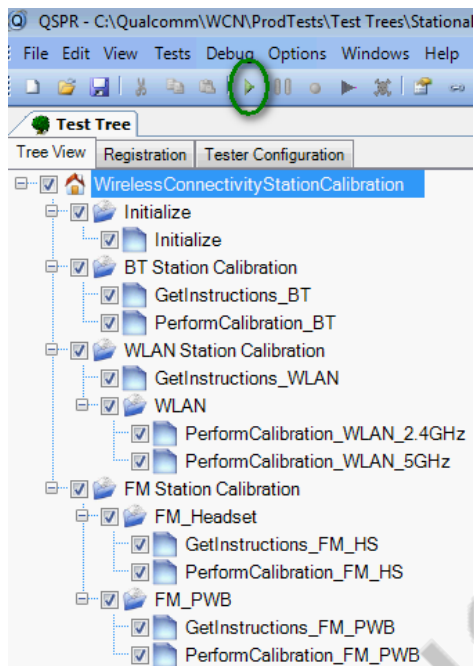 QSPR - C:\Qualcomm\WCN\ProdTests\Test Trees\Stational
File Edit View Tests Debug Options Windows Help
Test Tree
Tree View Registration Tester Configuration
WirelessConnectivityStationCalibration
Initialize
Initialize
BT Station Calibration
GetInstructions_BT
PerformCalibration_BT
WLAN Station Calibration
GetInstructions_WLAN
WLAN
PerformCalibration_WLAN_2.4GHz
PerformCalibration_WLAN_5GHz
FM Station Calibration
FM_Headset
GetInstructions_FM_HS
PerformCalibration_FM_HS
FM_PWB
GetInstructions_FM_PWB
PerformCalibration_FM_PWB